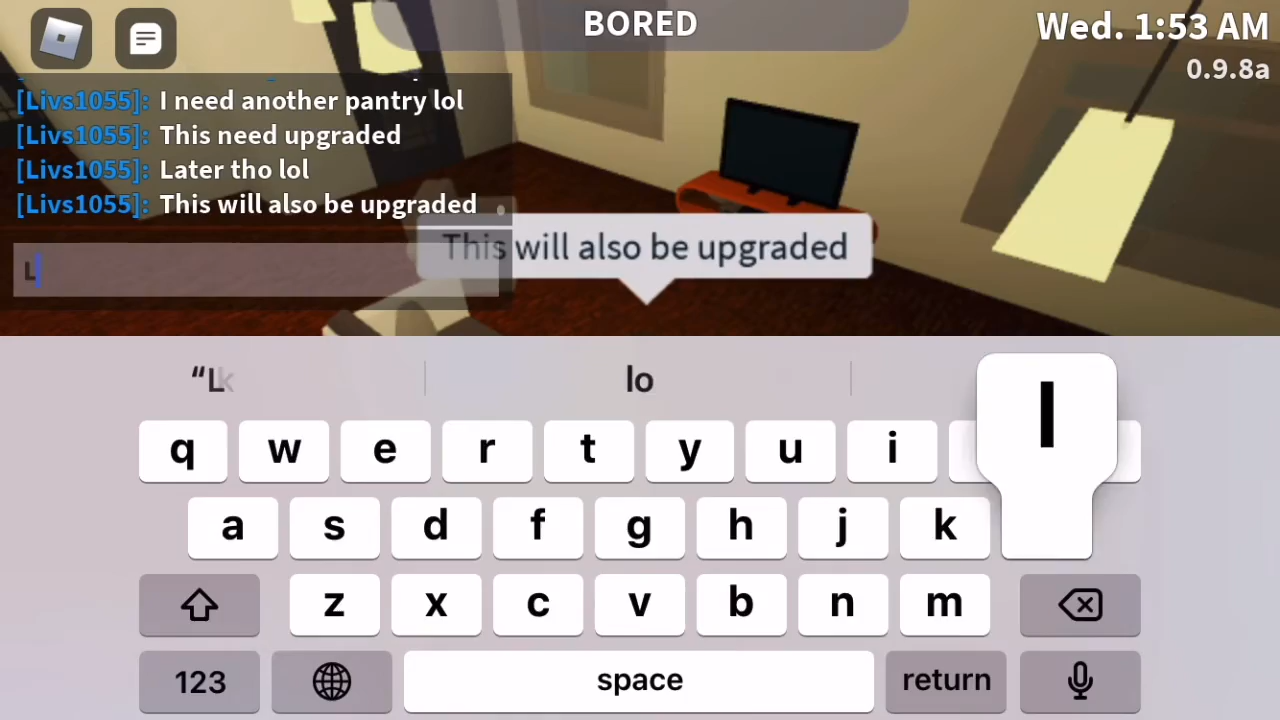 BORED
Wed. 1:53 AM
0.9.8a
[Livs1055]: I need another pantry lol
[Livs1055]: This need upgraded
[Livs1055]: Later tho lol
[Livs1055]: This will also be upgraded
This will also be upgraded
L
“L lo
q w e r t y u i
l
a s d f g h j k
z x c v b n m
123 space return